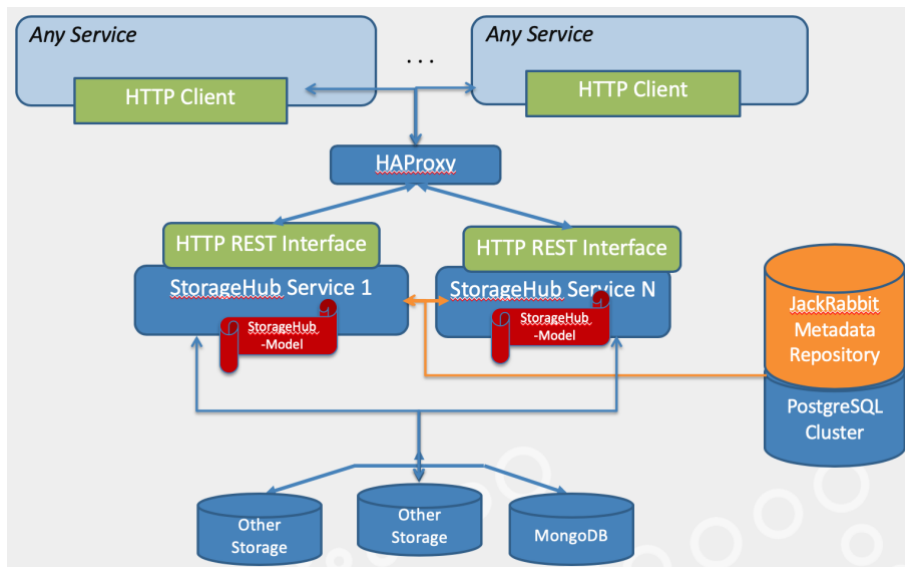 Any Service
...
Any Service
HTTP Client
HTTP Client
HAProxy
HTTP REST Interface
HTTP REST Interface
StorageHub Service 1
StorageHub Service N
StorageHub
-Model
StorageHub
-Model
JackRabbit
Metadata
Repository
PostgreSQL
Cluster
Other
Storage
Other
Storage
MongoDB